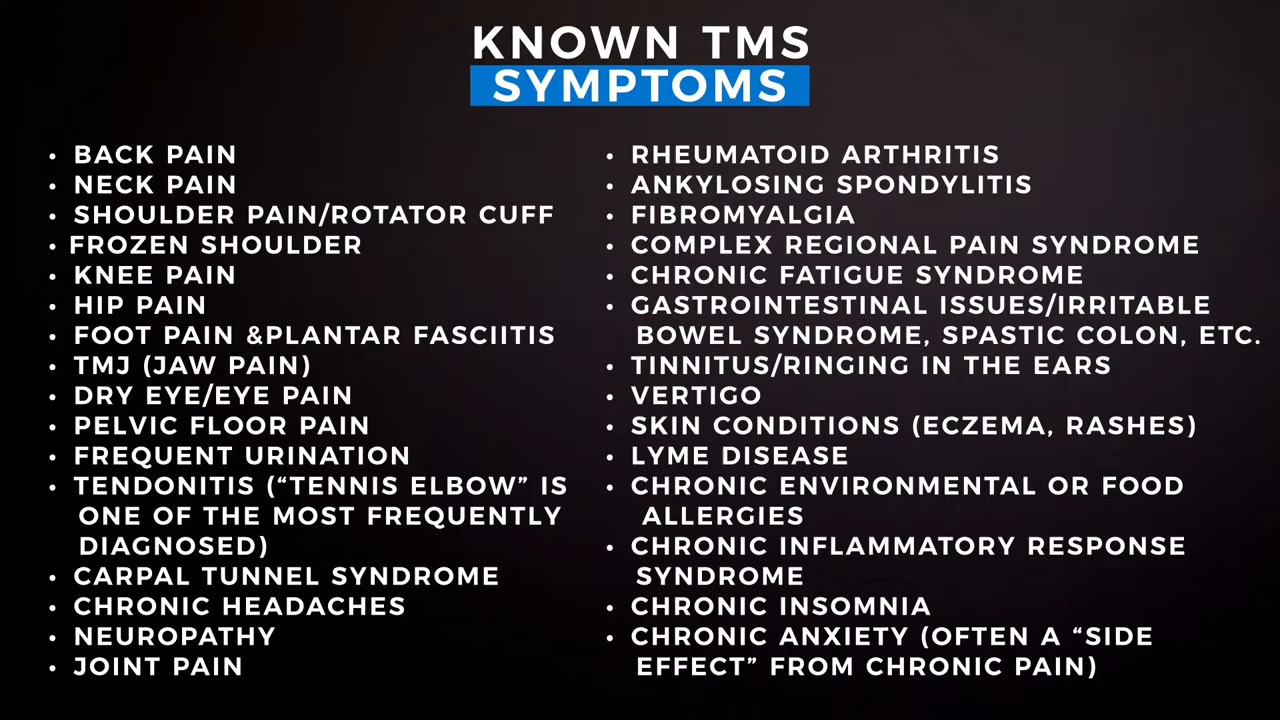 KNOWN TMS
SYMPTOMS
• BACK PAIN
• NECK PAIN
• SHOULDER PAIN/ROTATOR CUFF
• FROZEN SHOULDER
• KNEE PAIN
• HIP PAIN
• FOOT PAIN &PLANTAR FASCIITIS
• TMJ (JAW PAIN)
• DRY EYE/EYE PAIN
• PELVIC FLOOR PAIN
• FREQUENT URINATION
• TENDONITIS (“TENNIS ELBOW” IS
ONE OF THE MOST FREQUENTLY
DIAGNOSED)
• CARPAL TUNNEL SYNDROME
• CHRONIC HEADACHES
• NEUROPATHY
• JOINT PAIN
• RHEUMATOID ARTHRITIS
• ANKYLOSING SPONDYLITIS
• FIBROMYALGIA
• COMPLEX REGIONAL PAIN SYNDROME
• CHRONIC FATIGUE SYNDROME
• GASTROINTESTINAL ISSUES/IRRITABLE
BOWEL SYNDROME, SPASTIC COLON, ETC.
• TINNITUS/RINGING IN THE EARS
• VERTIGO
• SKIN CONDITIONS (ECZEMA, RASHES)
• LYME DISEASE
• CHRONIC ENVIRONMENTAL OR FOOD
ALLERGIES
• CHRONIC INFLAMMATORY RESPONSE
SYNDROME
• CHRONIC INSOMNIA
• CHRONIC ANXIETY (OFTEN A “SIDE
EFFECT” FROM CHRONIC PAIN)